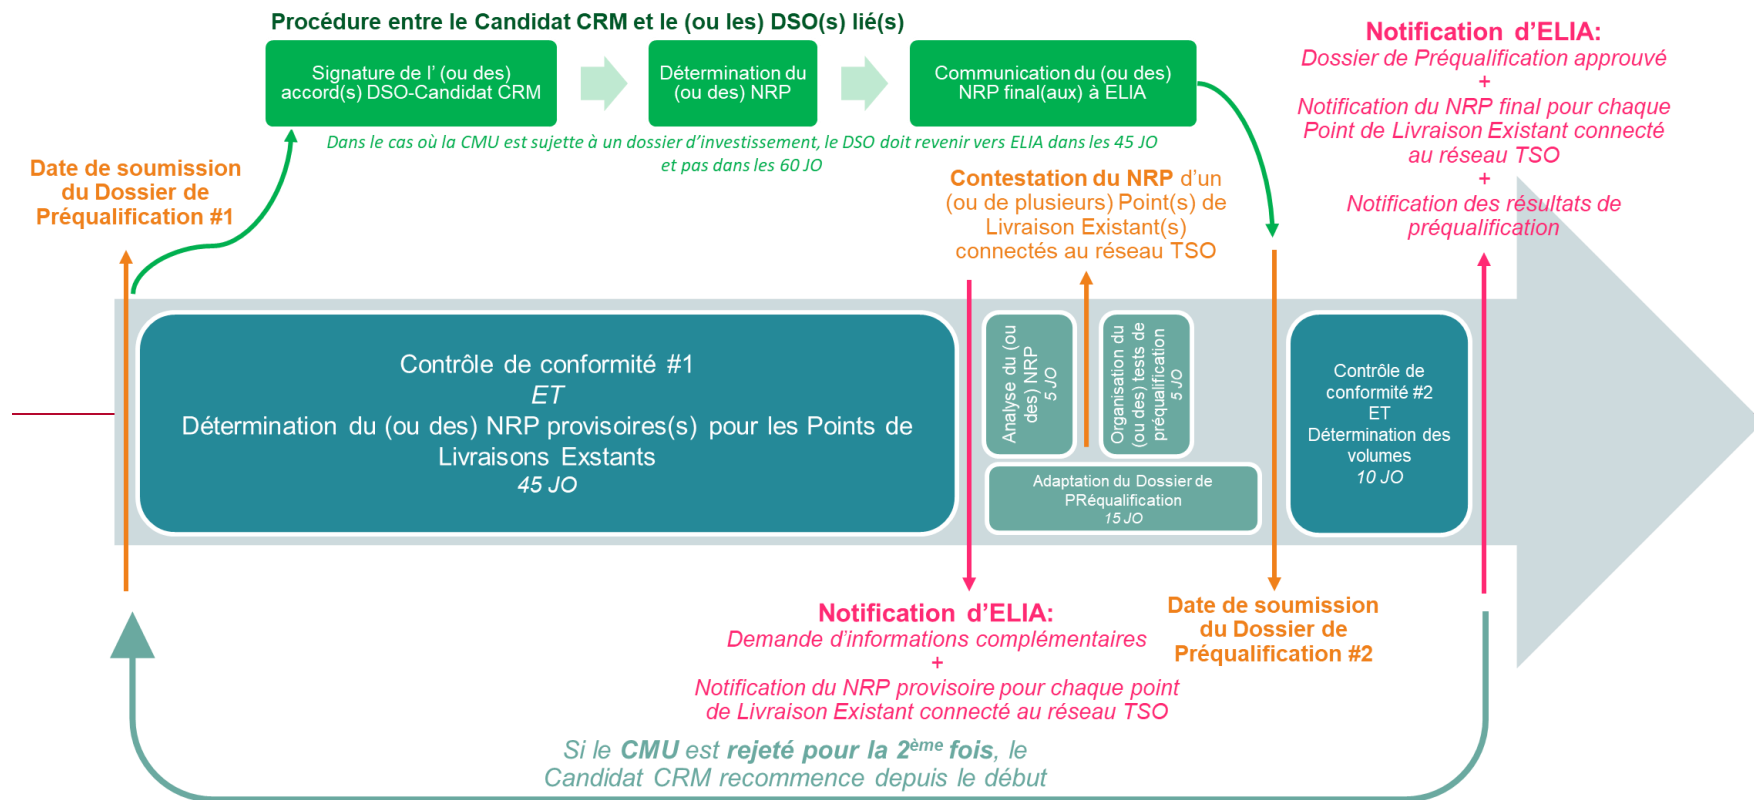 Procédure entre le Candidat CRM et le (ou les) DSO(s) lié(s)
Signature de l' (ou des)
accord(s) DSO-Candidat CRM
Détermination du
(ou des) NRP
Communication du (ou des)
NRP final(aux) à ELIA
Dans le cas où la CMU est sujette à un dossier d'investissement, le DSO doit revenir vers ELIA dans les 45 JO
et pas dans les 60 JO
Notification d'ELIA:
Dossier de Préqualification approuvé
+
Notification du NRP final pour chaque
Point de Livraison Existant connecté
au réseau TSO
+
Notification des résultats de
préqualification
Date de soumission
du Dossier de
Préqualification #1
Contestation du NRP d'un
(ou de plusieurs) Point(s) de
Livraison Existant(s)
connectés au réseau TSO
Contrôle de conformité #1
ET
Détermination du (ou des) NRP provisoires(s) pour les Points de
Livraisons Exstants
45 JO
Analyse du (ou
des) NRP
5 JO
Organisation du
(ou des) tests de
préqualification
5 JO
Adaptation du Dossier de
PRéqualification
15 JO
Contrôle de
conformité #2
ET
Détermination des
volumes
10 JO
Notification d'ELIA:
Demande d'informations complémentaires
+
Notification du NRP provisoire pour chaque point
de Livraison Existant connecté au réseau TSO
Date de soumission
du Dossier de
Préqualification #2
Si le CMU est rejeté pour la 2ème fois, le
Candidat CRM recommence depuis le début